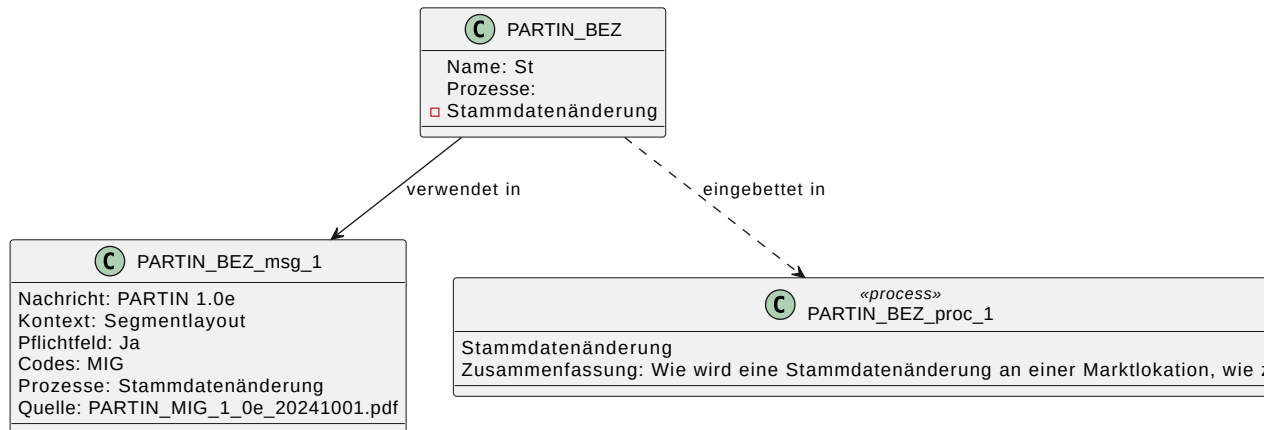 C PARTIN_BEZ
Name: St
Prozesse:
Stammdatenänderung
verwendet in
eingebettet in
C PARTIN_BEZ_msg_1
Nachricht: PARTIN 1.0e
Kontext: Segmentlayout
Pflichtfeld: Ja
Codes: MIG
Prozesse: Stammdatenänderung
Quelle: PARTIN_MIG_1_0e_20241001.pdf
«process»
C PARTIN_BEZ_proc_1
Stammdatenänderung
Zusammenfassung: Wie wird eine Stammdatenänderung an einer Marktlokation, wie